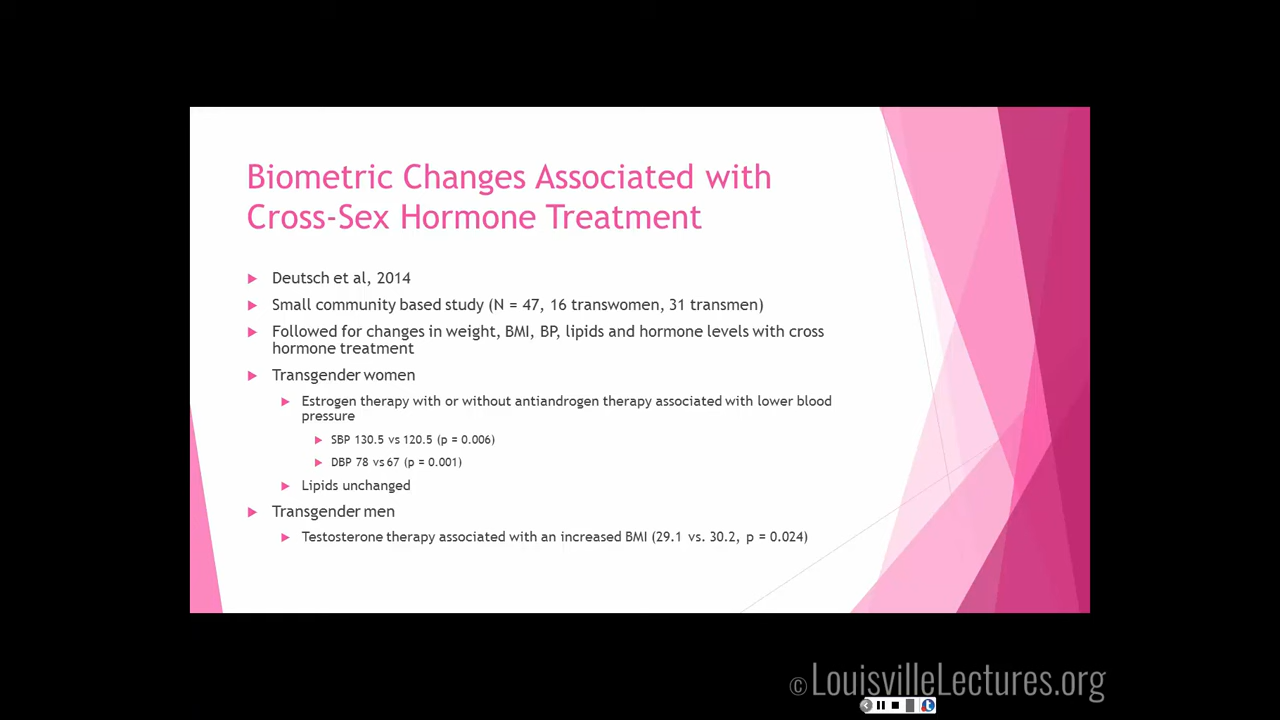 Biometric Changes Associated with
Cross-Sex Hormone Treatment
Deutsch et al, 2014
Small community based study (N = 47, 16 transwomen, 31 transmen)
Followed for changes in weight, BMI, BP, lipids and hormone levels with cross
hormone treatment
Transgender women
Estrogen therapy with or without antiandrogen therapy associated with lower blood
pressure
SBP 130.5 vs 120.5 (p = 0.006)
DBP 78 vs 67 (p = 0.001)
Lipids unchanged
Transgender men
Testosterone therapy associated with an increased BMI (29.1 vs. 30.2, p = 0.024)
© LouisvilleLectures.org